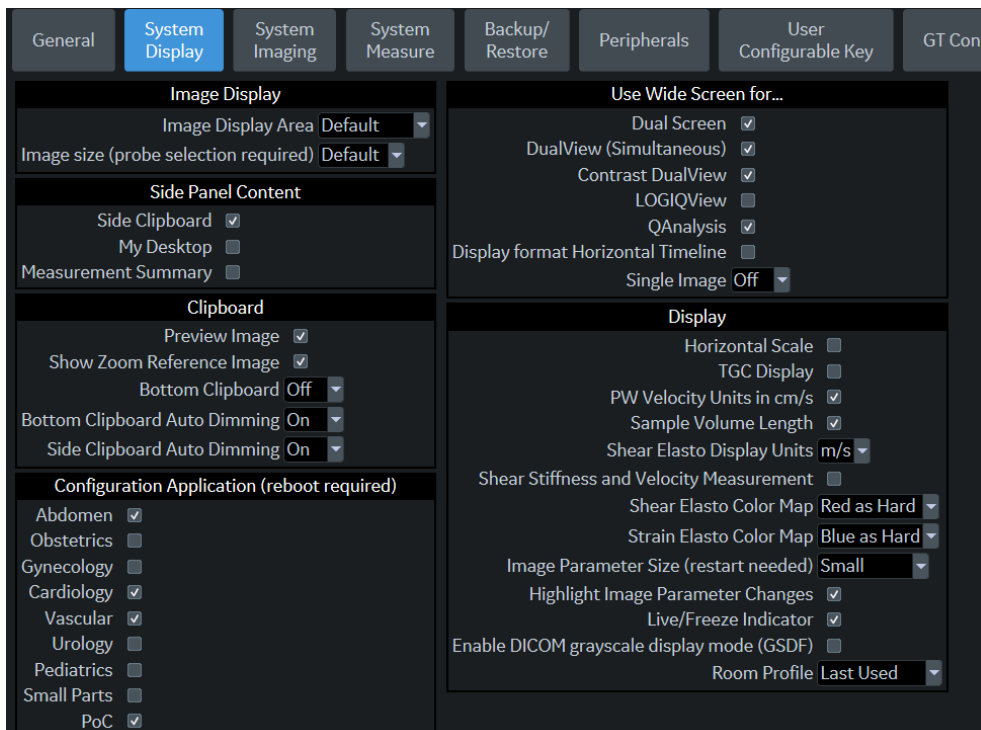 General
System
Display
System
Imaging
System
Measure
Backup/
Restore
Peripherals
User
Configurable Key
GT Con
Image Display
Image Display Area Default
Image size (probe selection required) Default
Side Panel Content
Side Clipboard
My Desktop
Measurement Summary
Clipboard
Preview Image
Show Zoom Reference Image
Bottom Clipboard Off
Bottom Clipboard Auto Dimming On
Side Clipboard Auto Dimming On
Configuration Application (reboot required)
Abdomen
Obstetrics
Gynecology
Cardiology
Vascular
Urology
Pediatrics
Small Parts
PoC
Use Wide Screen for...
Dual Screen
DualView (Simultaneous)
Contrast DualView
LOGIQView
QAnalysis
Display format Horizontal Timeline
Single Image Off
Display
Horizontal Scale
TGC Display
PW Velocity Units in cm/s
Sample Volume Length
Shear Elasto Display Units m/s
Shear Stiffness and Velocity Measurement
Shear Elasto Color Map Red as Hard
Strain Elasto Color Map Blue as Hard
Image Parameter Size (restart needed) Small
Highlight Image Parameter Changes
Live/Freeze Indicator
Enable DICOM grayscale display mode (GSDF)
Room Profile Last Used